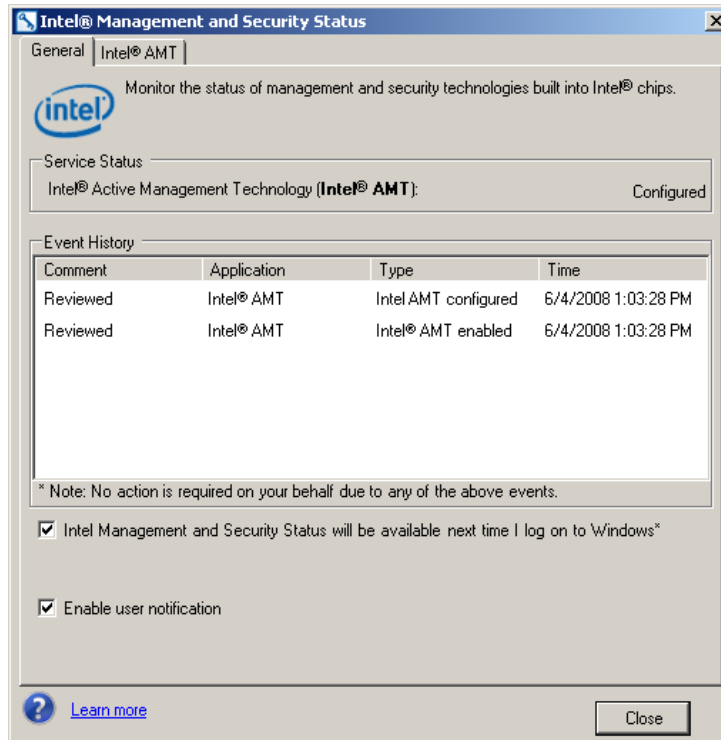 Intel® Management and Security Status
General
Intel® AMT
Monitor the status of management and security technologies built into Intel® chips.
intel
Service Status
Intel® Active Management Technology (Intel® AMT):
Configured
Event History
Comment Application Type Time
Reviewed Intel® AMT Intel AMT configured 6/4/2008 1:03:28 PM
Reviewed Intel® AMT Intel® AMT enabled 6/4/2008 1:03:28 PM
* Note: No action is required on your behalf due to any of the above events.
Intel Management and Security Status will be available next time I log on to Windows*
Enable user notification
? Learn more
Close